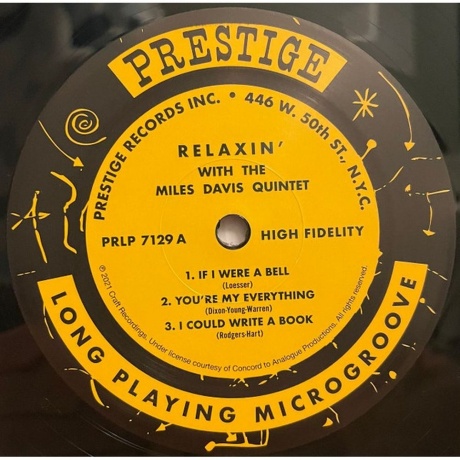 PRESTIGE
PRESTIGE RECORDS INC. • 446 W. 50th ST., N.Y.C.
RELAXIN'
WITH THE
MILES DAVIS QUINTET
PRLP 7129 A
HIGH FIDELITY
1. IF I WERE A BELL
(Loesser)
2. YOU'RE MY EVERYTHING
(Dixon-Young-Warren)
3. I COULD WRITE A BOOK
(Rodgers-Hart)
℗ 2021 Craft Recordings. Under license courtesy of Concord to Analogue Productions. All rights reserved.
LONG PLAYING MICROGROOVE